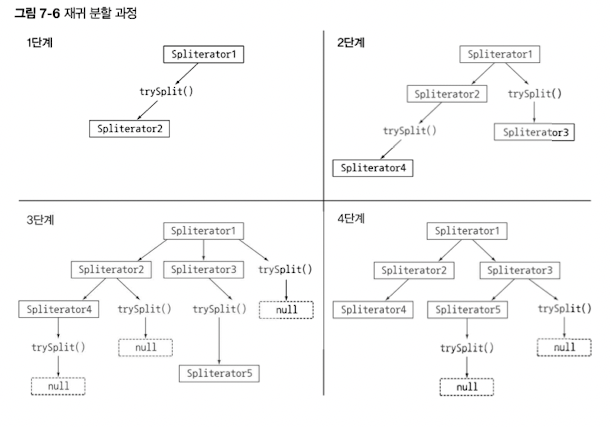 그림 7-6 재귀 분할 과정
1단계
Spliterator1
trySplit()
Spliterator2
2단계
Spliterator1
Spliterator2
trySplit()
trySplit()
Spliterator3
Spliterator4
3단계
Spliterator1
Spliterator2
Spliterator3
trySplit()
null
Spliterator4
trySplit()
trySplit()
trySplit()
null
Spliterator5
null
4단계
Spliterator1
Spliterator2
Spliterator3
Spliterator4
Spliterator5
trySplit()
trySplit()
null
null